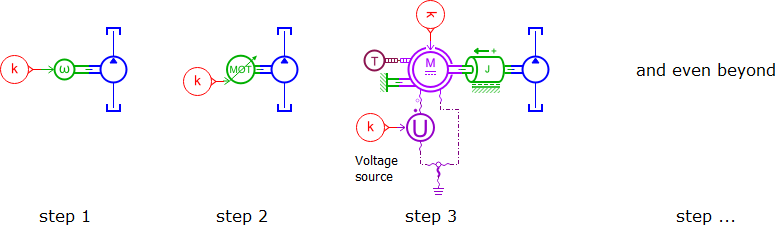 k
ω
k
MOT
k
T
M
J
k
U
Voltage
source
and even beyond
step 1
step 2
step 3
step ...